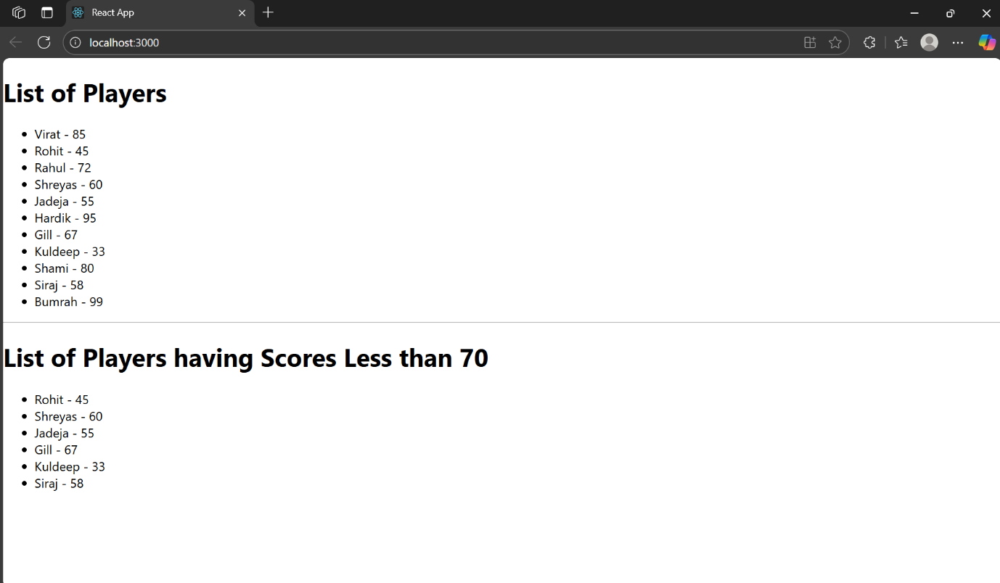 React App
localhost:3000
List of Players
Virat - 85
Rohit - 45
Rahul - 72
Shreyas - 60
Jadeja - 55
Hardik - 95
Gill - 67
Kuldeep - 33
Shami - 80
Siraj - 58
Bumrah - 99
List of Players having Scores Less than 70
Rohit - 45
Shreyas - 60
Jadeja - 55
Gill - 67
Kuldeep - 33
Siraj - 58